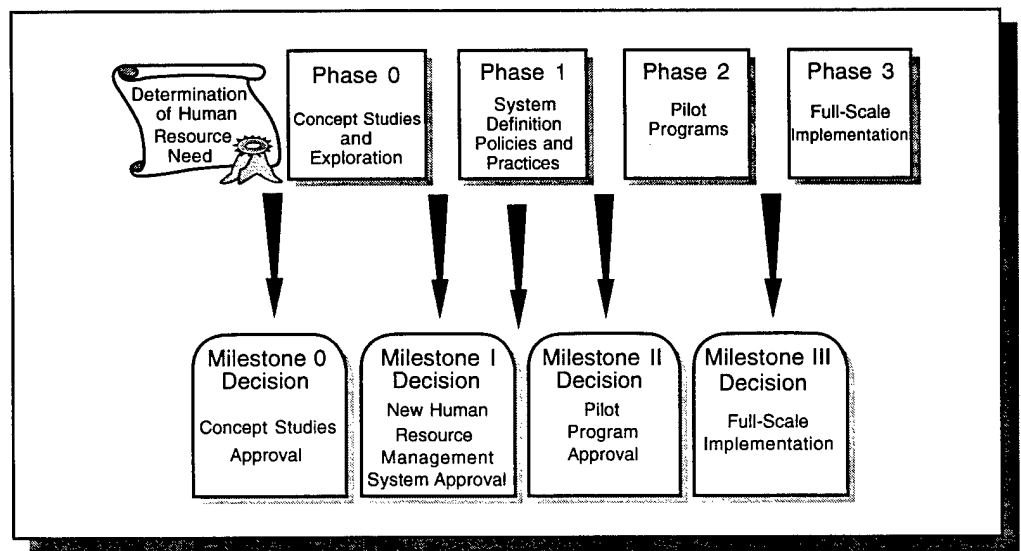 Determination
of Human
Resource
Need
Phase 0
Concept Studies
and
Exploration
Phase 1
System
Definition
Policies and
Practices
Phase 2
Pilot
Programs
Phase 3
Full-Scale
Implementation
Milestone 0
Decision
Concept Studies
Approval
Milestone I
Decision
New Human
Resource
Management
System Approval
Milestone II
Decision
Pilot
Program
Approval
Milestone III
Decision
Full-Scale
Implementation